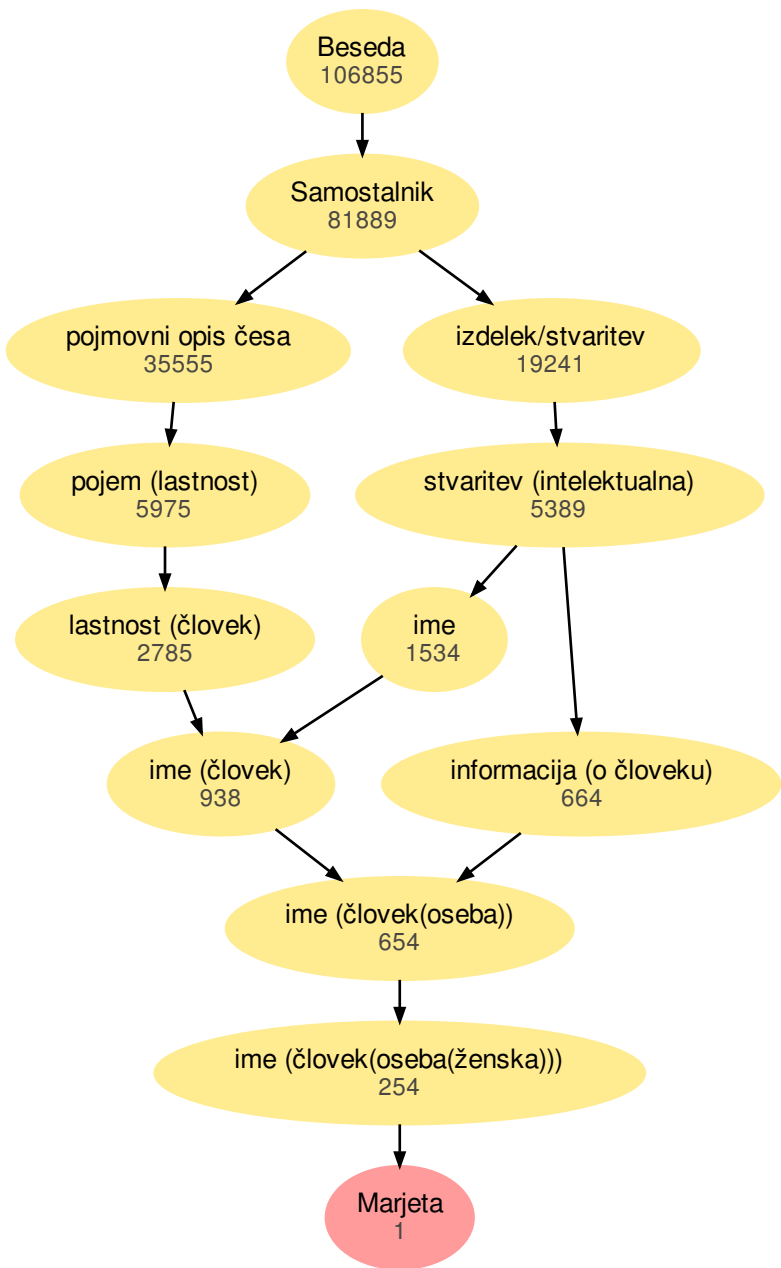 Beseda
106855
Samostalnik
81889
pojmovni opis česa
35555
izdelek/stvaritev
19241
pojem (lastnost)
5975
stvaritev (intelektualna)
5389
lastnost (človek)
2785
ime
1534
ime (človek)
938
informacija (o človeku)
664
ime (človek(oseba))
654
ime (človek(oseba(ženska)))
254
Marjeta
1